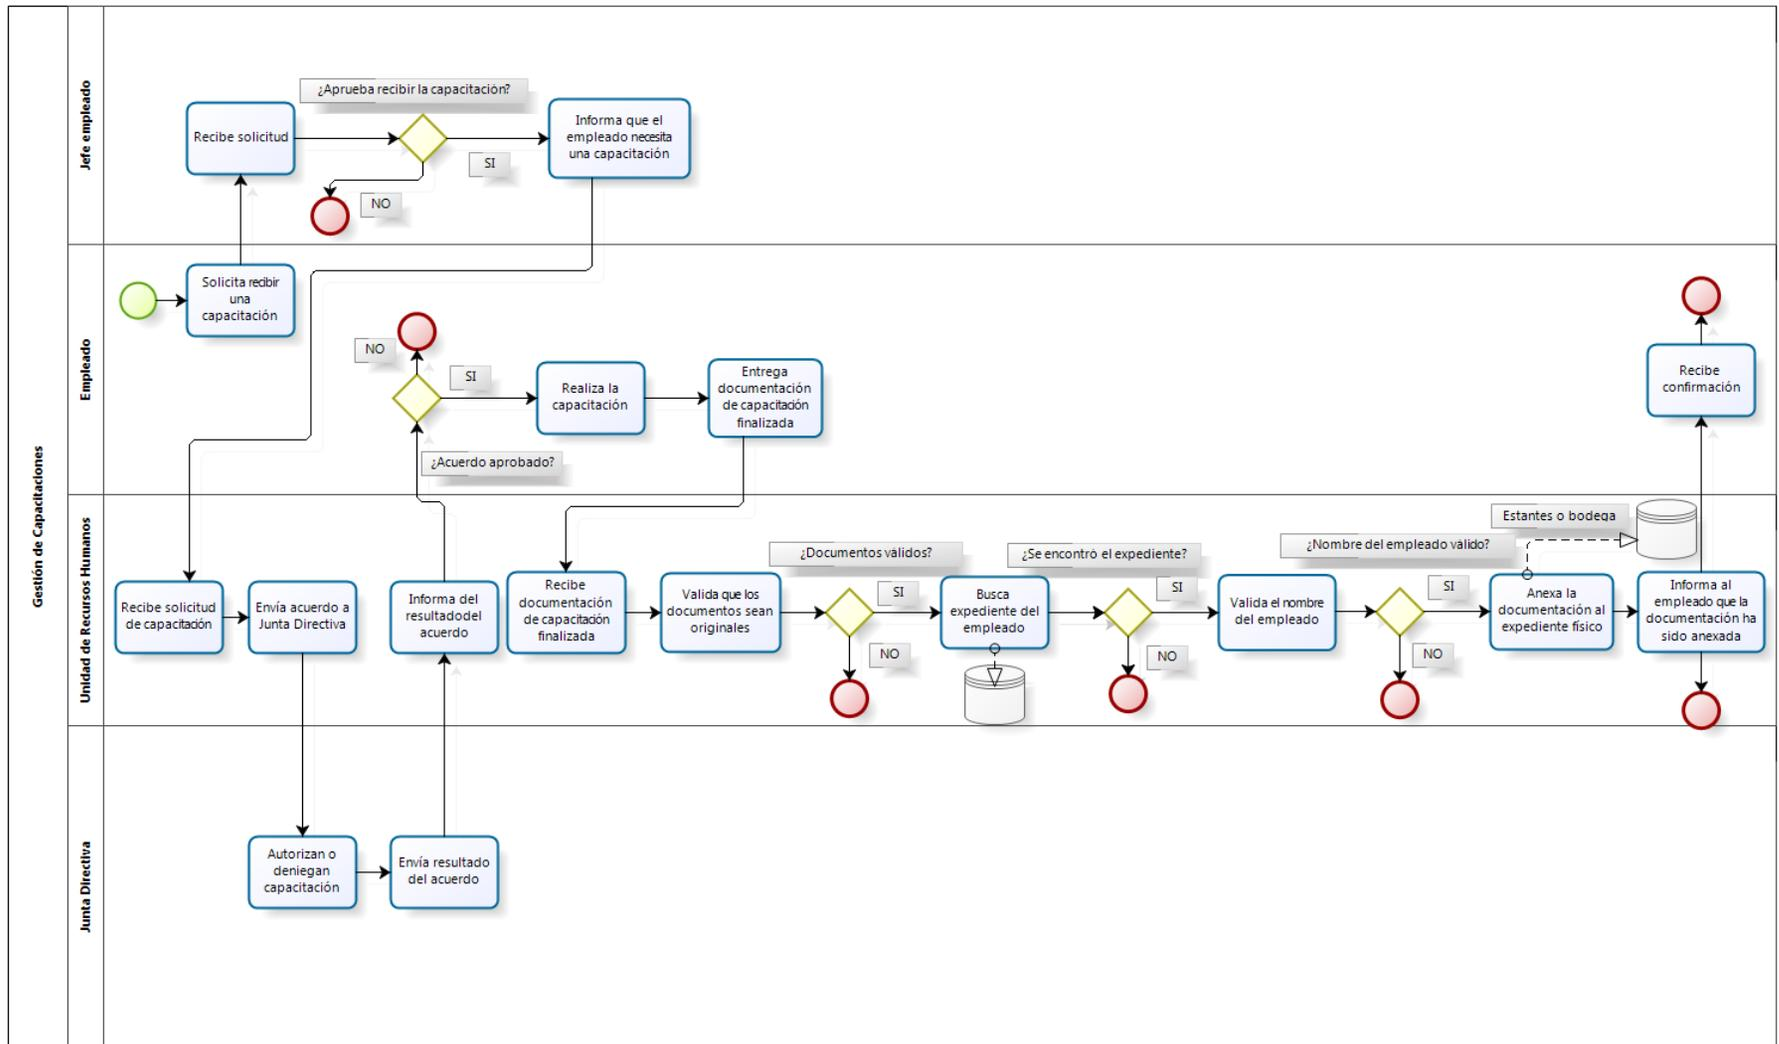 Gestión de Capacitaciones
Jefe empleado
Recibe solicitud
¿Aprueba recibir la capacitación?
SI
NO
Informa que el
empleado necesita
una capacitación
Empleado
Solicita recibir
una
capacitación
NO
SI
¿Acuerdo aprobado?
Realiza la
capacitación
Entrega
documentación
de capacitación
finalizada
Recibe
confirmación
Unidad de Recursos Humanos
Recibe solicitud
de capacitación
Envía acuerdo a
Junta Directiva
Informa del
resultadodel
acuerdo
Recibe
documentación
de capacitación
finalizada
Valida que los
documentos sean
originales
¿Documentos válidos?
SI
NO
Busca
expediente del
empleado
¿Se encontró el expediente?
SI
NO
Valida el nombre
del empleado
¿Nombre del empleado válido?
SI
NO
Estantes o bodega
Anexa la
documentación al
expediente físico
Informa al
empleado que la
documentación ha
sido anexada
Junta Directiva
Autorizan o
deniegan
capacitación
Envía resultado
del acuerdo